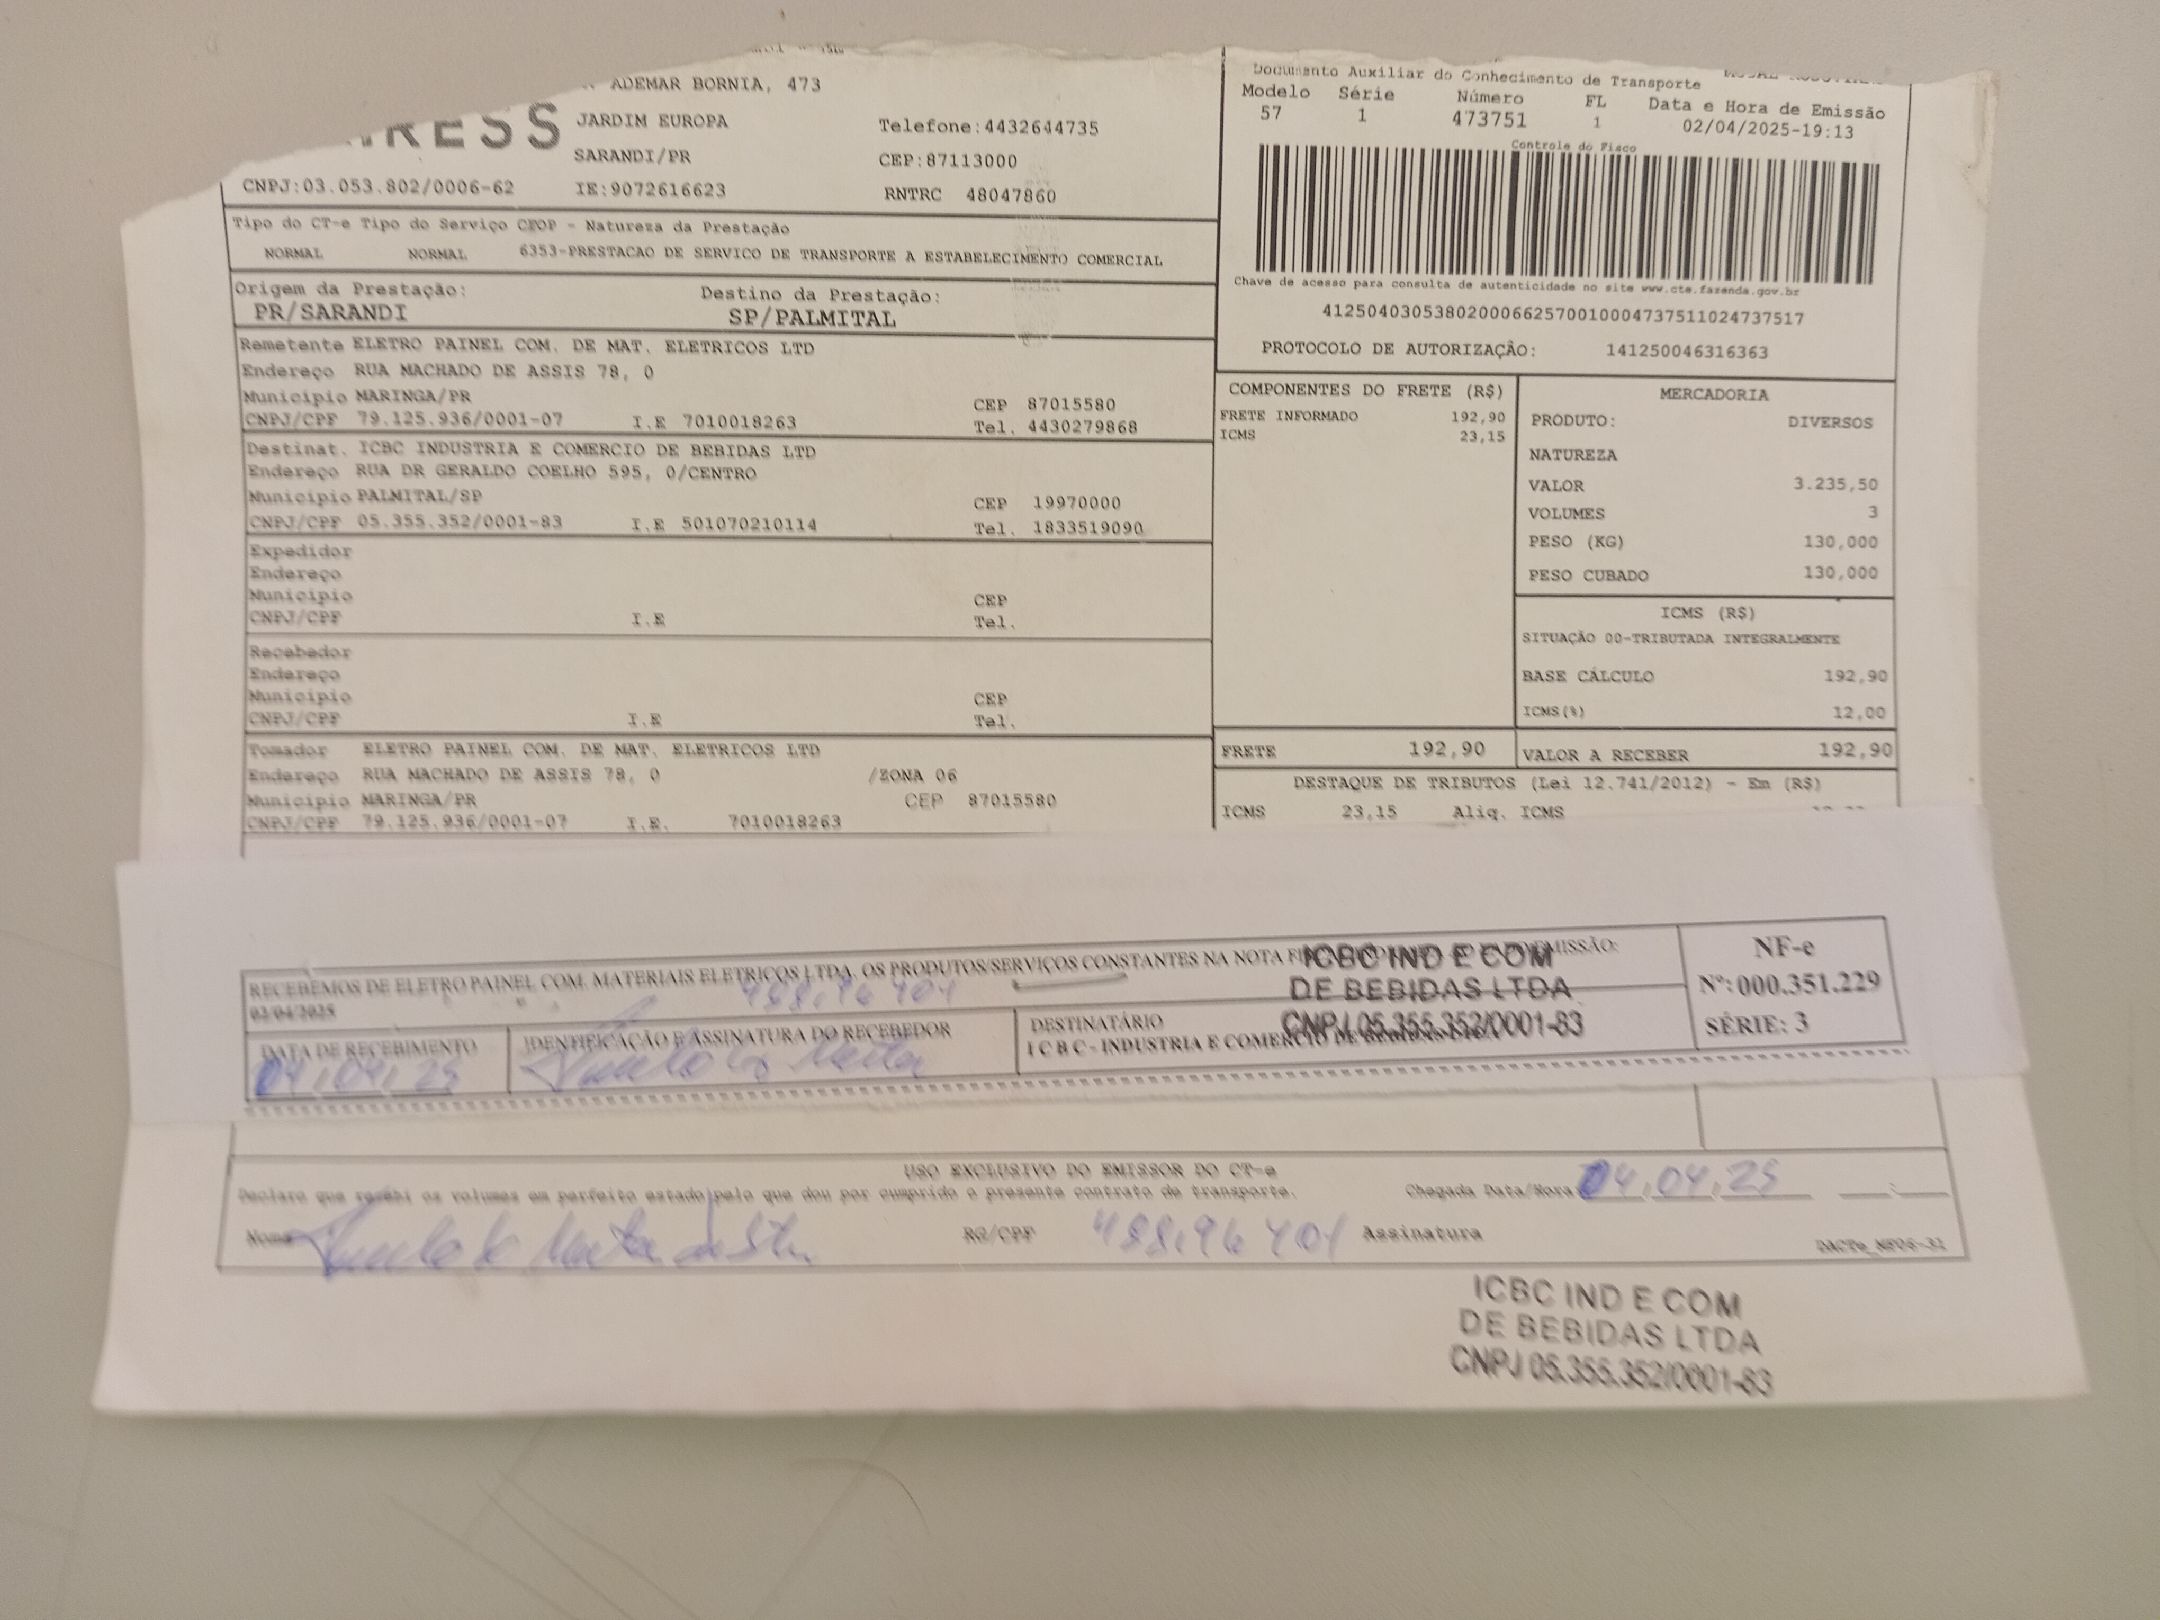 ADEMAR BORNIA, 473
RESS
JARDIM EUROPA
Telefone:4432644735
SARANDI/PR
CEP:87113000
CNPJ:03.053.802/0006-62 IE:9072616623 RNTRC 48047860
Documento Auxiliar do Conhecimento de Transporte
Modelo Série Número FL Data e Hora de Emissão
57 1 473751 1 02/04/2025-19:13
Controle do Fisco
Chave de acesso para consulta de autenticidade no site www.cte.fazenda.gov.br
41250403053802000662570010004737511024737517
PROTOCOLO DE AUTORIZAÇÃO: 141250046316363
Tipo do CT-e Tipo do Serviço CFOP - Natureza da Prestação
NORMAL NORMAL 6353-PRESTACAO DE SERVICO DE TRANSPORTE A ESTABELECIMENTO COMERCIAL
Origem da Prestação: Destino da Prestação:
PR/SARANDI SP/PALMITAL
Remetente ELETRO PAINEL COM. DE MAT. ELETRICOS LTD
Endereço RUA MACHADO DE ASSIS 78, 0
Município MARINGA/PR CEP 87015580
CNPJ/CPF 79.125.936/0001-07 I.E 7010018263 Tel. 4430279868
Destinat. ICBC INDUSTRIA E COMERCIO DE BEBIDAS LTD
Endereço RUA DR GERALDO COELHO 595, 0/CENTRO
Município PALMITAL/SP CEP 19970000
CNPJ/CPF 05.355.352/0001-83 I.E 501070210114 Tel. 1833519090
Expedidor
Endereço
Município CEP
CNPJ/CPF I.E Tel.
Recebedor
Endereço
Município CEP
CNPJ/CPF I.E Tel.
Tomador ELETRO PAINEL COM. DE MAT. ELETRICOS LTD
Endereço RUA MACHADO DE ASSIS 78, 0 /ZONA 06
Município MARINGA/PR CEP 87015580
CNPJ/CPF 79.125.936/0001-07 I.E. 7010018263
COMPONENTES DO FRETE (R$)
FRETE INFORMADO 192,90
ICMS 23,15
MERCADORIA
PRODUTO: DIVERSOS
NATUREZA
VALOR 3.235,50
VOLUMES 3
PESO (KG) 130,000
PESO CUBADO 130,000
ICMS (R$)
SITUAÇÃO 00-TRIBUTADA INTEGRALMENTE
BASE CÁLCULO 192,90
ICMS(%) 12,00
FRETE 192,90 VALOR A RECEBER 192,90
DESTAQUE DE TRIBUTOS (Lei 12.741/2012) - Em (R$)
ICMS 23,15 Aliq. ICMS
RECEBEMOS DE ELETRO PAINEL COM. MATERIAIS ELETRICOS LTDA, OS PRODUTOS/SERVIÇOS CONSTANTES NA NOTA EMISSÃO:
02/04/2025
488.96 401
DATA DE RECEBIMENTO
04.04.25
IDENTIFICAÇÃO E ASSINATURA DO RECEBEDOR
DESTINATÁRIO
I C B C - INDUSTRIA E COMERCIO DE BEBIDAS
ICBC IND E COM
DE BEBIDAS LTDA
CNPJ 05.355.352/0001-83
NF-e
Nº: 000.351.229
SÉRIE: 3
USO EXCLUSIVO DO EMISSOR DO CT-e
Declaro que recebi os volumes em perfeito estado pelo que dou por cumprido o presente contrato de transporte. Chegada Data/Hora: 04.04.25
Nome RG/CPF 488.96 401 Assinatura
ICBC IND E COM
DE BEBIDAS LTDA
CNPJ 05.355.352/0001-83